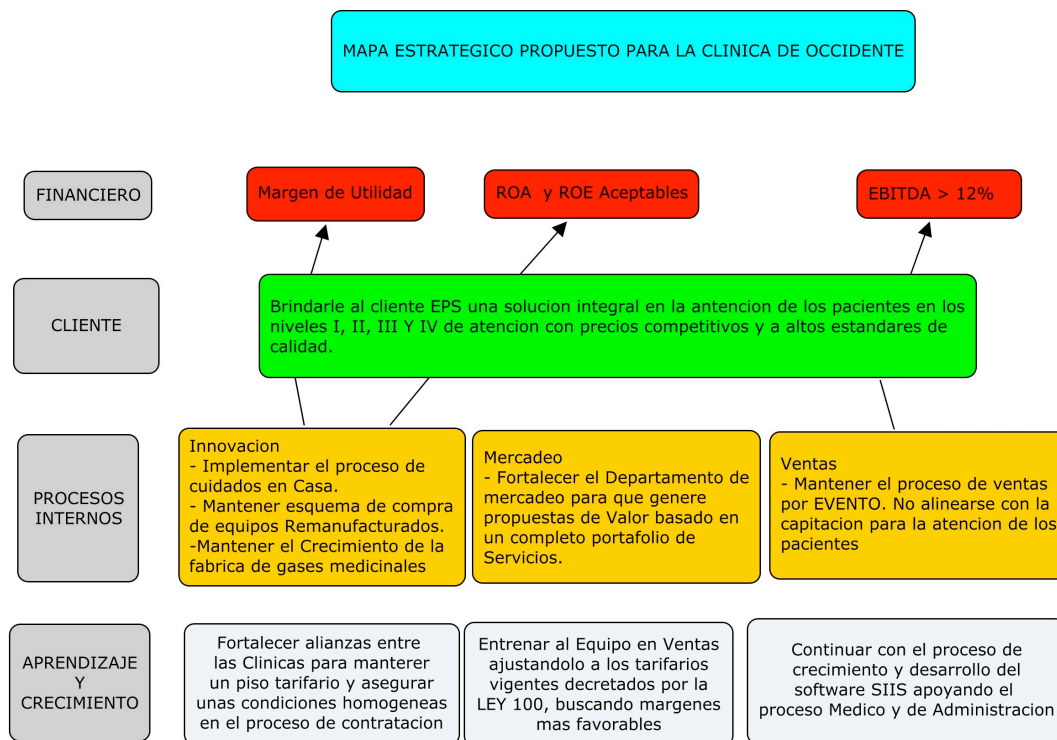 MAPA ESTRATEGICO PROPUESTO PARA LA CLINICA DE OCCIDENTE
FINANCIERO
Margen de Utilidad
ROA y ROE Aceptables
EBITDA > 12%
CLIENTE
Brindarle al cliente EPS una solucion integral en la antencion de los pacientes en los
niveles I, II, III Y IV de atencion con precios competitivos y a altos estandares de
calidad.
PROCESOS
INTERNOS
Innovacion
- Implementar el proceso de
cuidados en Casa.
- Mantener esquema de compra
de equipos Remanufacturados.
-Mantener el Crecimiento de la
fabrica de gases medicinales
Mercadeo
- Fortalecer el Departamento de
mercadeo para que genere
propuestas de Valor basado en
un completo portafolio de
Servicios.
Ventas
- Mantener el proceso de ventas
por EVENTO. No alinearse con la
capitacion para la atencion de los
pacientes
APRENDIZAJE
Y
CRECIMIENTO
Fortalecer alianzas entre
las Clinicas para manterer
un piso tarifario y asegurar
unas condiciones homogeneas
en el proceso de contratacion
Entrenar al Equipo en Ventas
ajustandolo a los tarifarios
vigentes decretados por la
LEY 100, buscando margenes
mas favorables
Continuar con el proceso de
crecimiento y desarrollo del
software SIIS apoyando el
proceso Medico y de Administracion